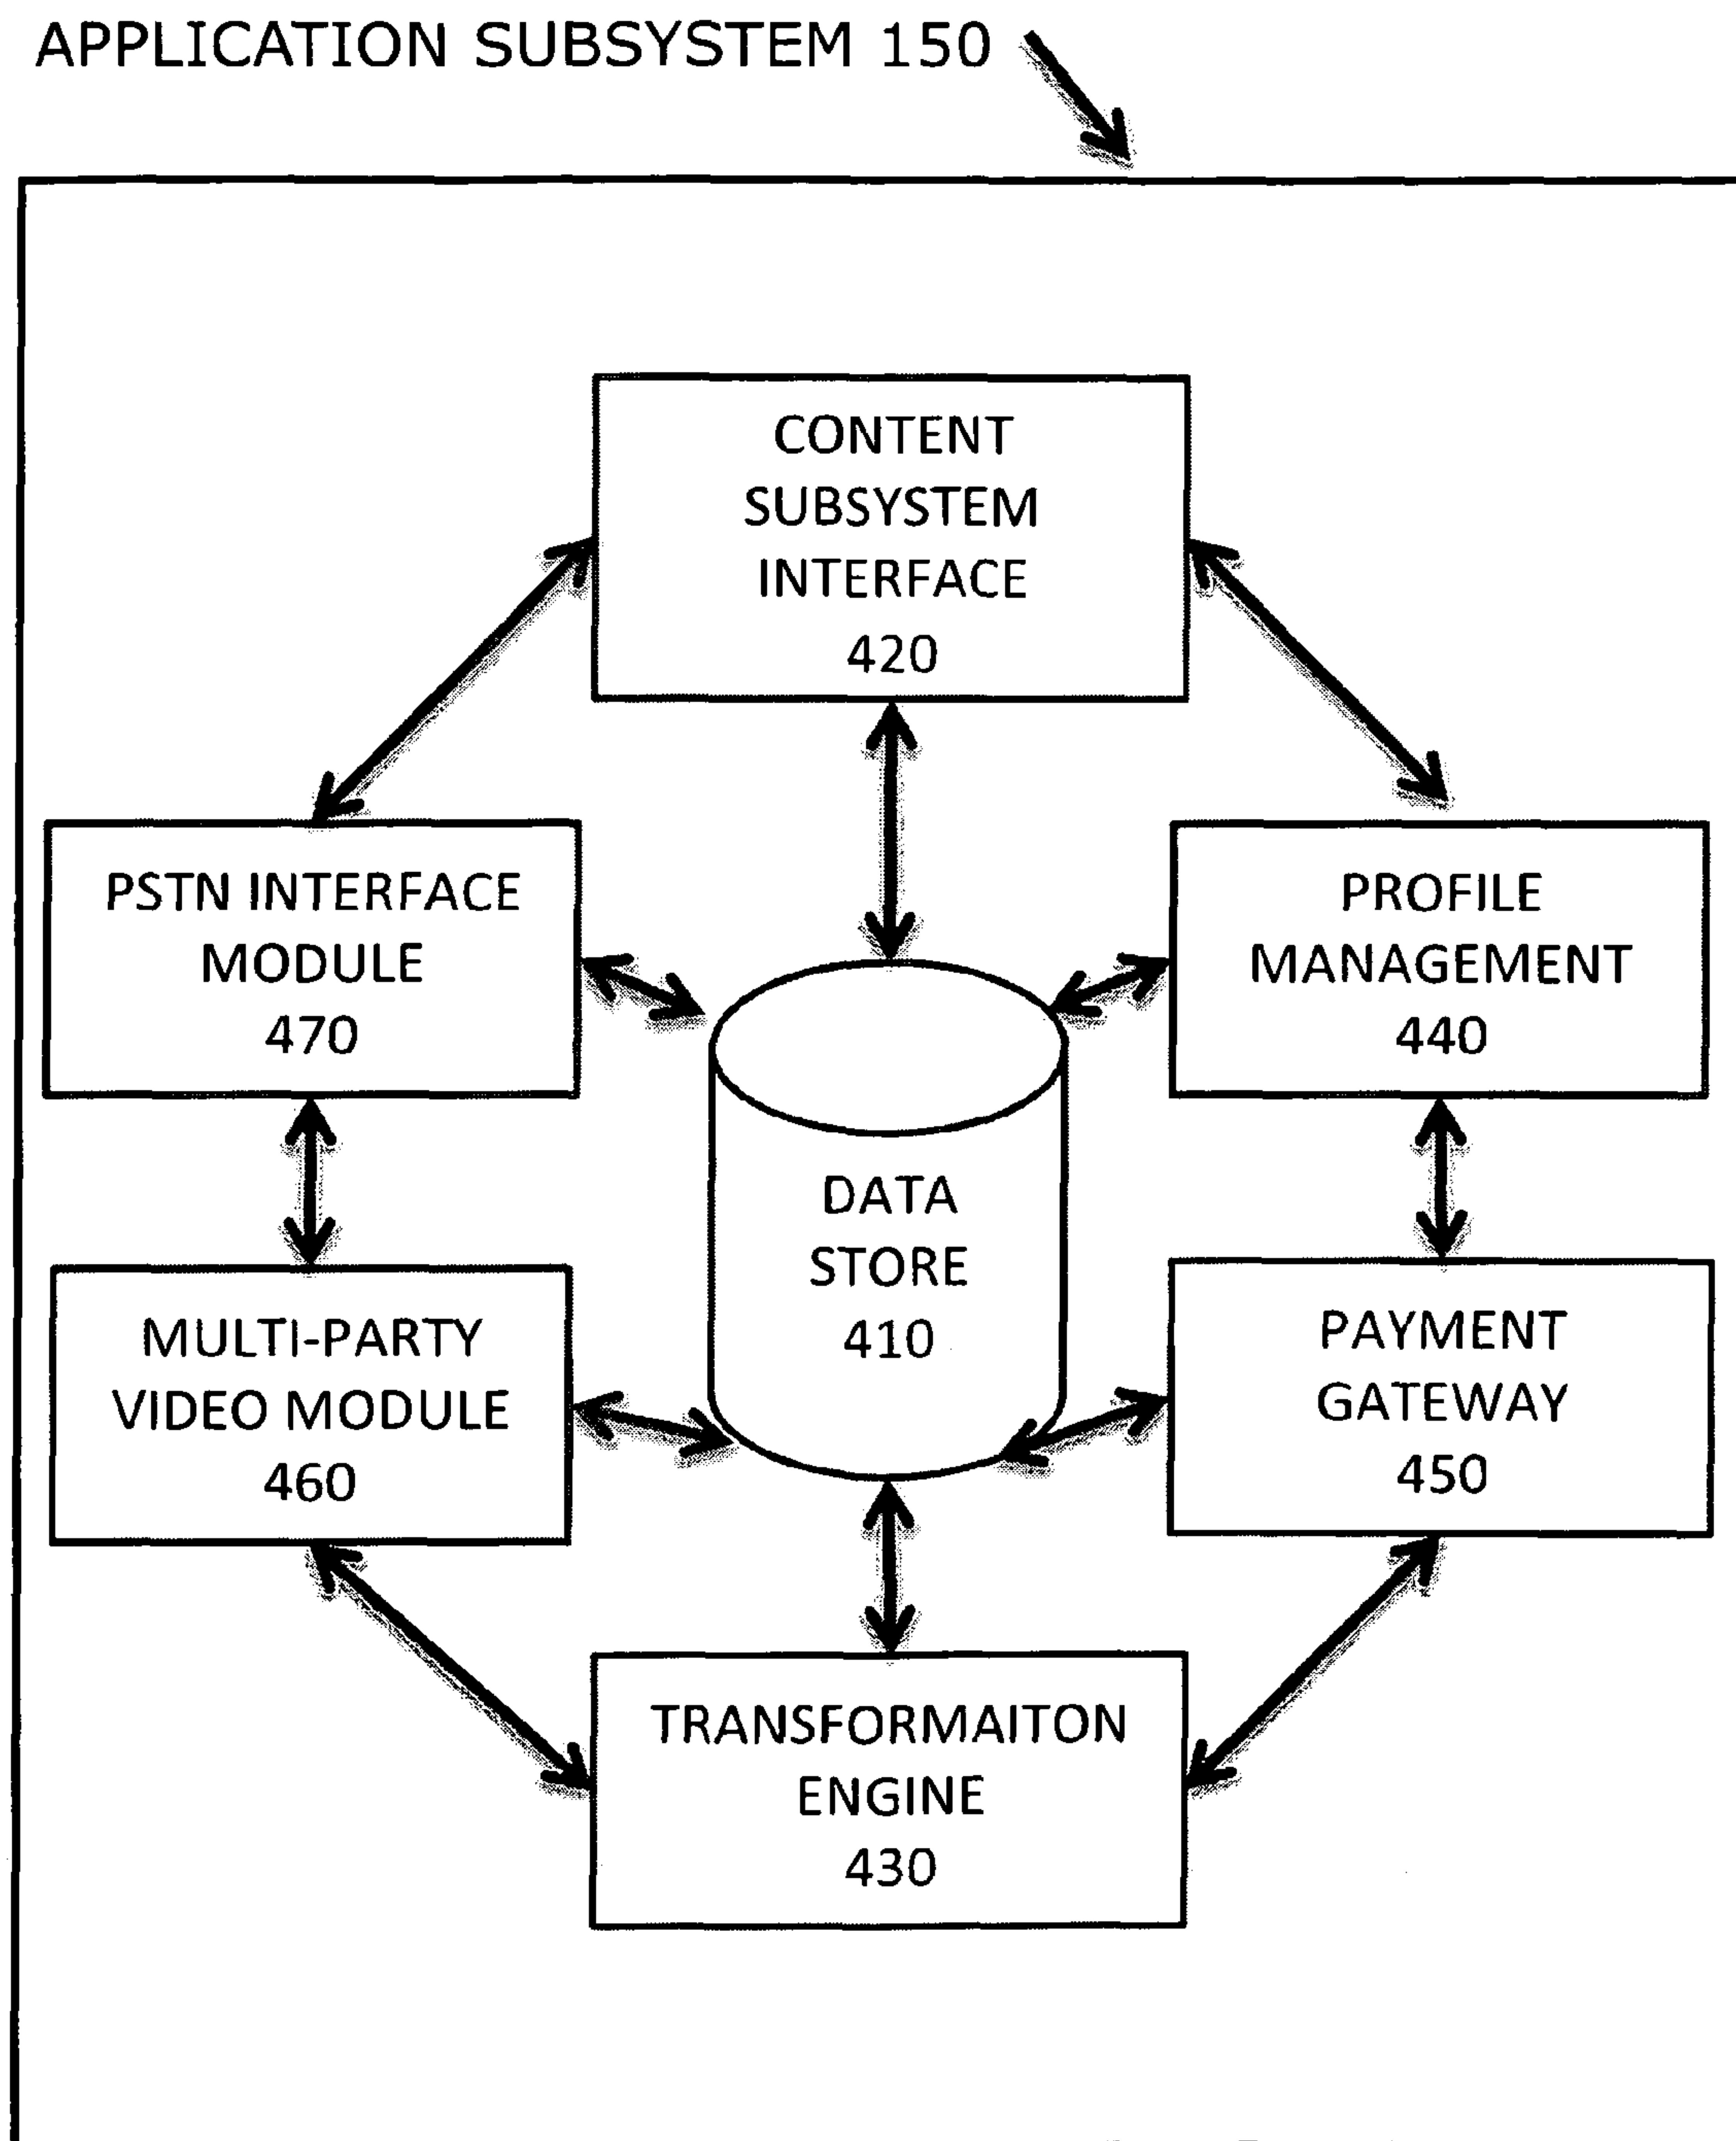 APPLICATION SUBSYSTEM 150
CONTENT
SUBSYSTEM
INTERFACE
420
PSTN INTERFACE
MODULE
470
PROFILE
MANAGEMENT
440
DATA
STORE
410
MULTI-PARTY
VIDEO MODULE
460
PAYMENT
GATEWAY
450
TRANSFORMAITON
ENGINE
430